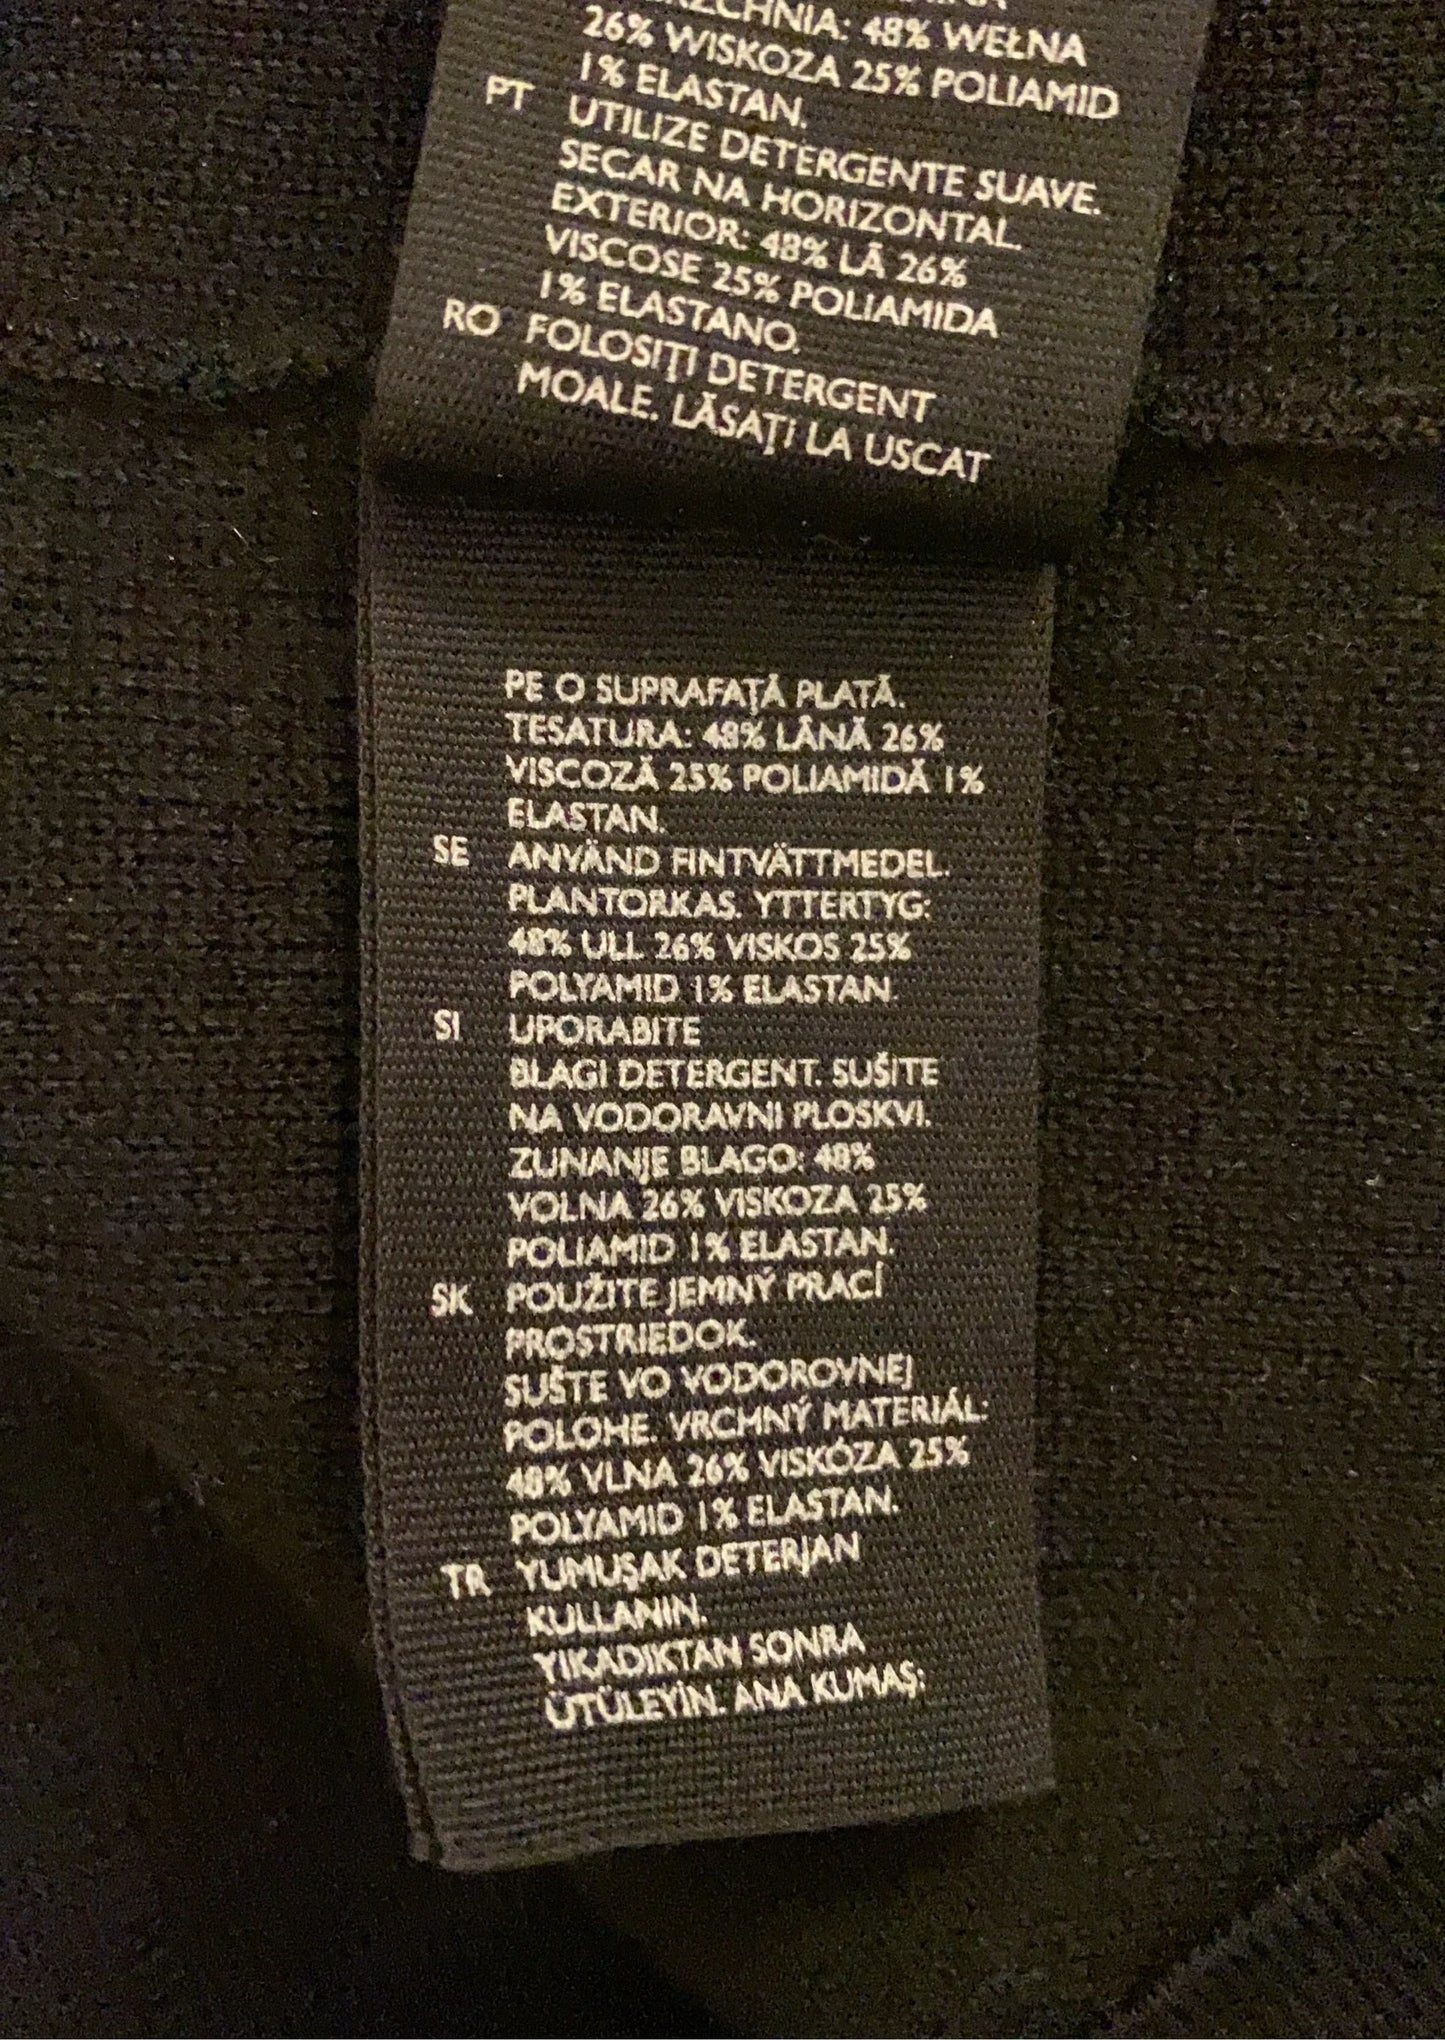 48% WEŁNA
26% WISKOZA 25% POLIAMID
1% ELASTAN.
PT UTILIZE DETERGENTE SUAVE.
SECAR NA HORIZONTAL.
EXTERIOR: 48% LÃ 26%
VISCOSE 25% POLIAMIDA
1% ELASTANO.
RO FOLOSIŢI DETERGENT
MOALE. LĂSAŢI LA USCAT
PE O SUPRAFAŢĂ PLATĂ.
TESATURA: 48% LÂNĂ 26%
VISCOZĂ 25% POLIAMIDĂ 1%
ELASTAN.
SE ANVÄND FINTVÄTTMEDEL.
PLANTORKAS. YTTERTYG:
48% ULL 26% VISKOS 25%
POLYAMID 1% ELASTAN.
SI UPORABITE
BLAGI DETERGENT. SUŠITE
NA VODORAVNI PLOSKVI.
ZUNANJE BLAGO: 48%
VOLNA 26% VISKOZA 25%
POLIAMID 1% ELASTAN.
SK POUŽITE JEMNÝ PRACÍ
PROSTRIEDOK.
SUŠTE VO VODOROVNEJ
POLOHE. VRCHNÝ MATERIÁL:
48% VLNA 26% VISKÓZA 25%
POLYAMID 1% ELASTAN.
TR YUMUŞAK DETERJAN
KULLANIN.
YIKADIKTAN SONRA
ÜTÜLEYİN. ANA KUMAŞ: